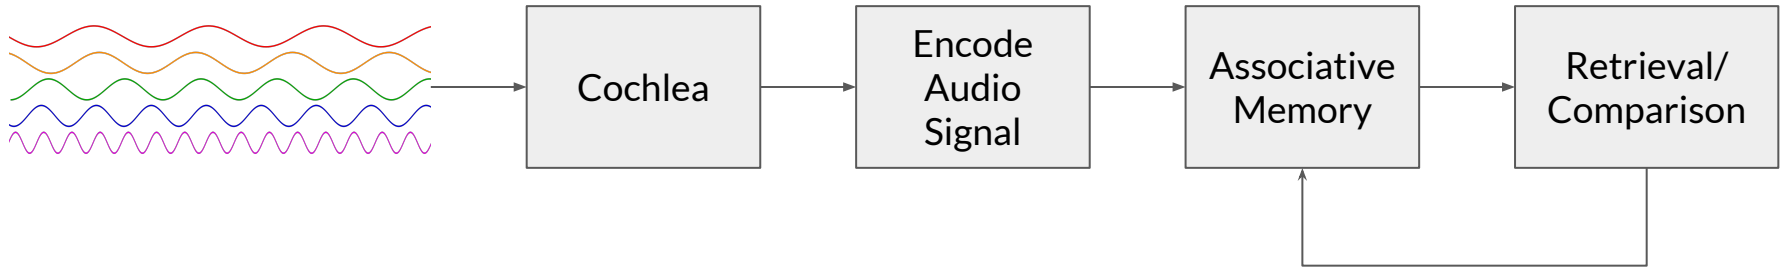 Cochlea
Encode
Audio
Signal
Associative
Memory
Retrieval/
Comparison